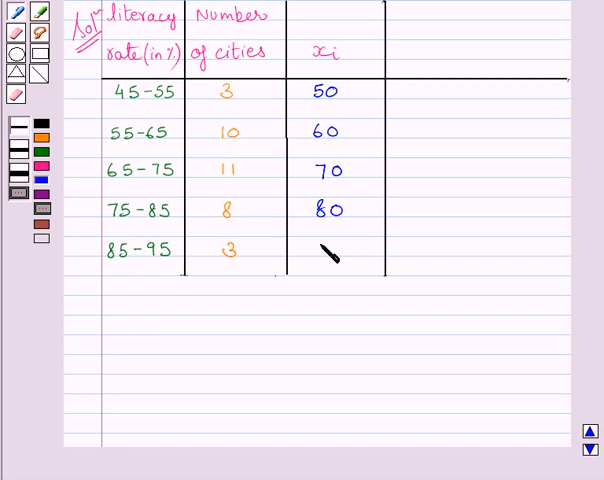 Solⁿ literacy Number
rate(in %) of cities xi
45-55 3 50
55-65 10 60
65-75 11 70
75-85 8 80
85-95 3